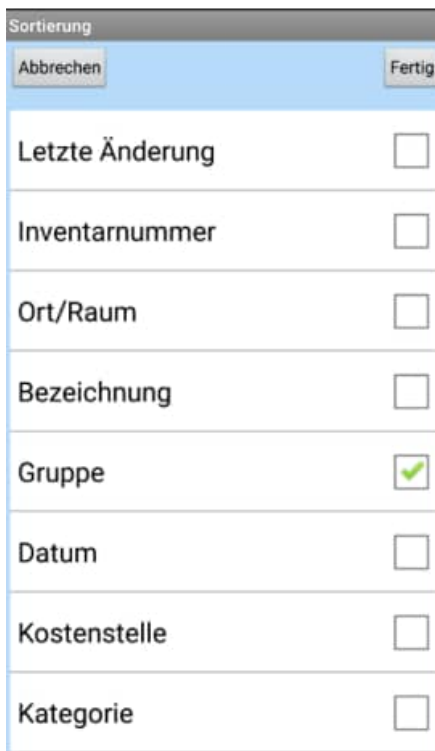 Sortierung
Abbrechen Fertig
Letzte Änderung
Inventarnummer
Ort/Raum
Bezeichnung
Gruppe
Datum
Kostenstelle
Kategorie